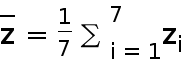 z̅ = 1/7 ∑ 7 i = 1 zᵢ